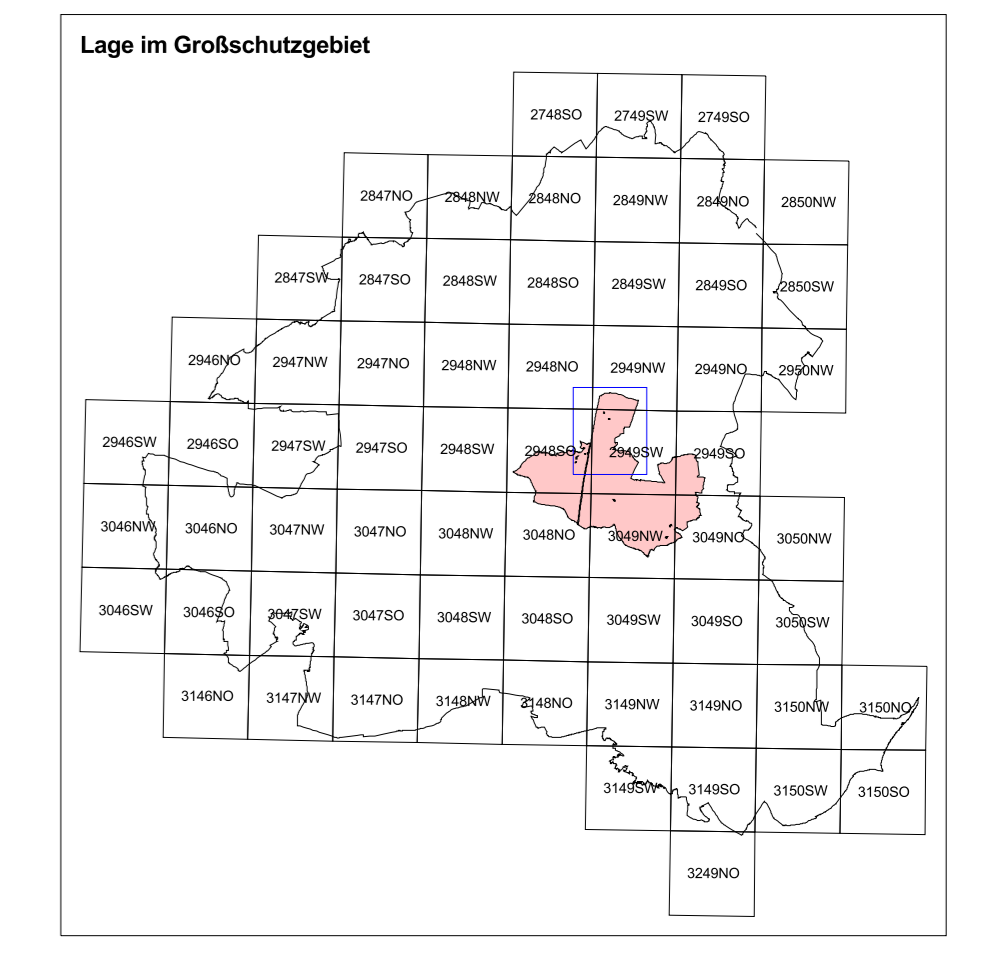 Lage im Großschutzgebiet
2748SO 2749SW 2749SO
2847NO 2848NW 2848NO 2849NW 2849NO 2850NW
2847SW 2847SO 2848SW 2848SO 2849SW 2849SO 2850SW
2946NO 2947NW 2947NO 2948NW 2948NO 2949NW 2949NO 2950NW
2946SW 2946SO 2947SW 2947SO 2948SW 2948SO 2949SW 2949SO
3046NW 3046NO 3047NW 3047NO 3048NW 3048NO 3049NW 3049NO 3050NW
3046SW 3046SO 3047SW 3047SO 3048SW 3048SO 3049SW 3049SO 3050SW
3146NO 3147NW 3147NO 3148NW 3148NO 3149NW 3149NO 3150NW 3150NO
3149SW 3149SO 3150SW 3150SO
3249NO